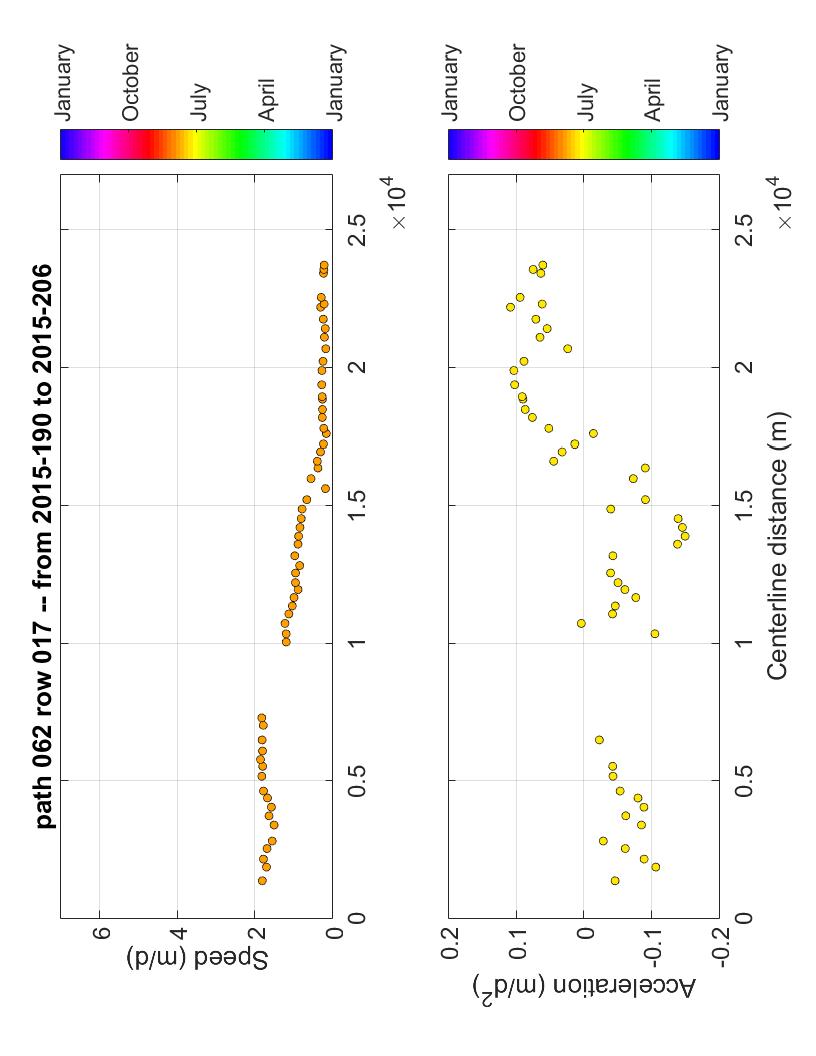 path 062 row 017 -- from 2015-190 to 2015-206
Speed (m/d)
6
4
2
0
0
0.5
1
1.5
2
2.5
×10^4
January
October
July
April
January
Acceleration (m/d²)
0.2
0.1
0
-0.1
-0.2
0
0.5
1
1.5
2
2.5
×10^4
Centerline distance (m)
January
October
July
April
January